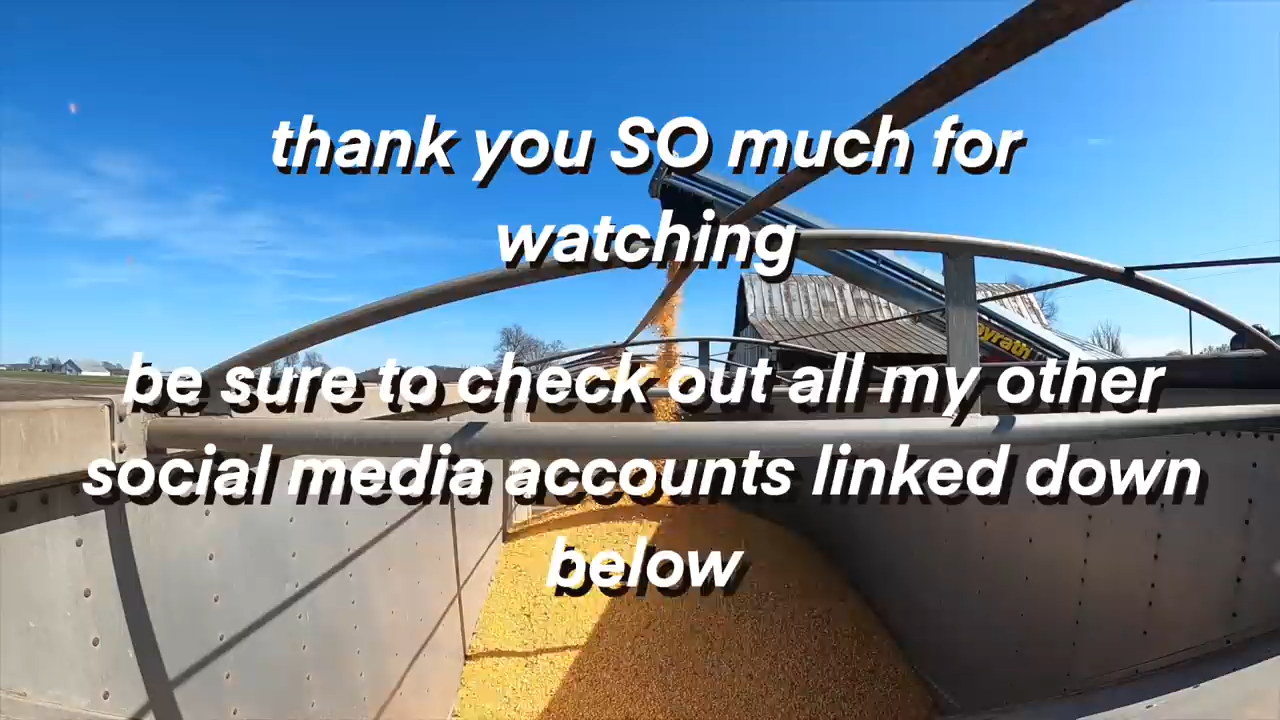 thank you SO much for
watching
be sure to check out all my other
social media accounts linked down
below